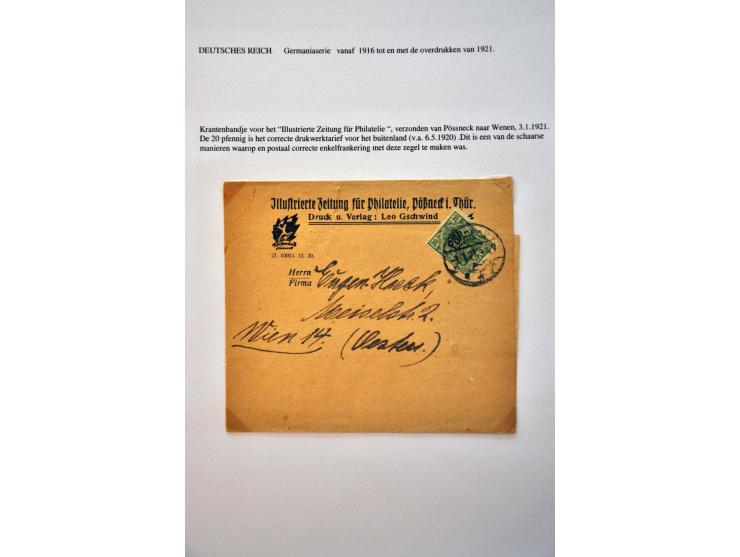 DEUTSCHES REICH Germaniaserie vanaf 1916 tot en met de overdrukken van 1921.
Krantenbandje voor het "Illustrierte Zeitung für Philatelie ", verzonden van Pössneck naar Wenen, 3.1.1921.
De 20 pfennig is het correcte drukwerktarief voor het buitenland (v.a. 6.5.1920) .Dit is een van de schaarse
manieren waarop en postaal correcte enkelfrankering met deze zegel te maken was.
Illustrierte Zeitung für Philatelie, Pößneck i. Thür.
Druck u. Verlag: Leo Gschwind
Herrn
Firma
Eugen
Meiselstr. 2.
Wien 14. (Oesterr.)